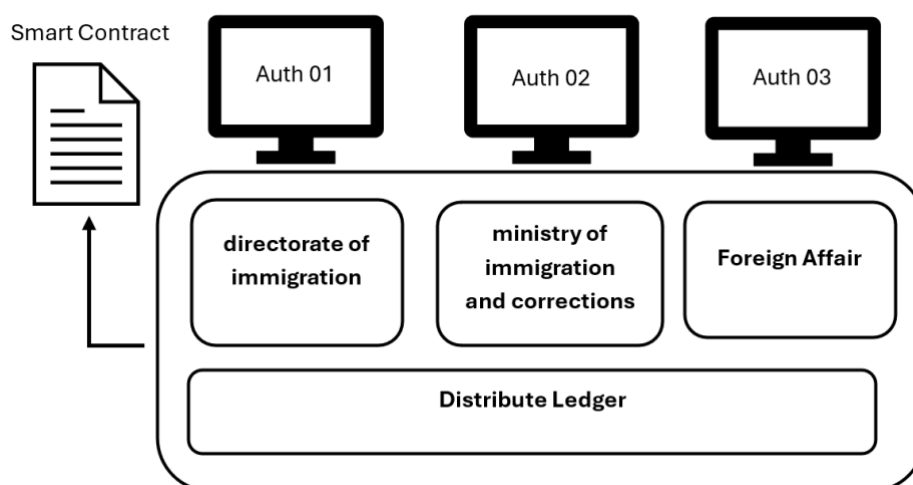 Smart Contract
Auth 01
Auth 02
Auth 03
directorate of
immigration
ministry of
immigration
and corrections
Foreign Affair
Distribute Ledger